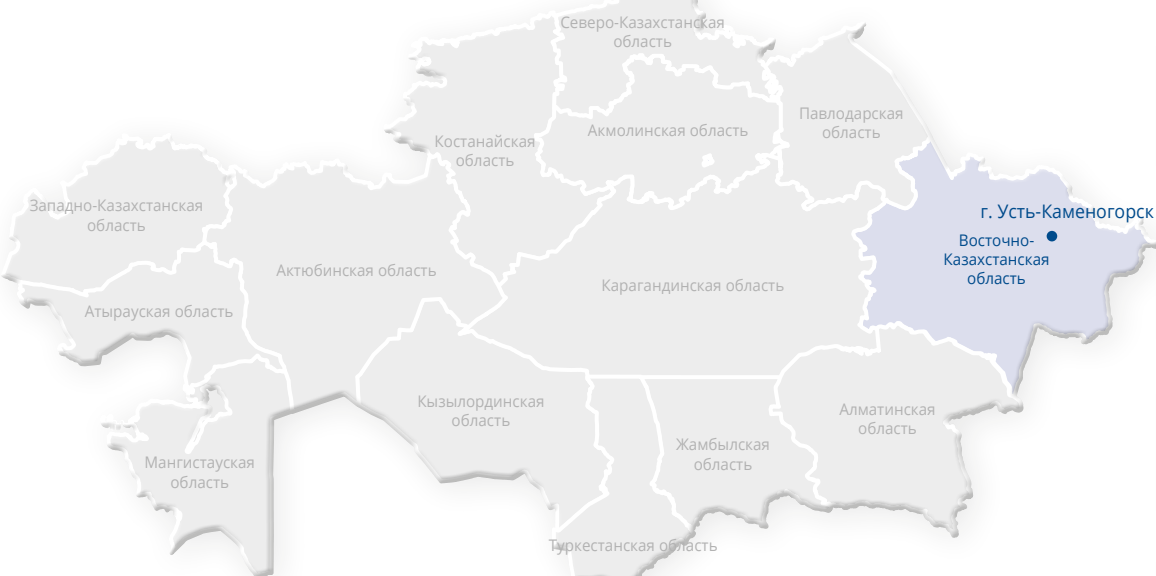 Северо-Казахстанская
область
Павлодарская
область
Акмолинская область
Костанайская
область
Западно-Казахстанская
область
г. Усть-Каменогорск
Восточно-
Казахстанская
область
Актюбинская область
Карагандинская область
Атырауская область
Кызылординская
область
Алматинская
область
Жамбылская
область
Мангистауская
область
Туркестанская область